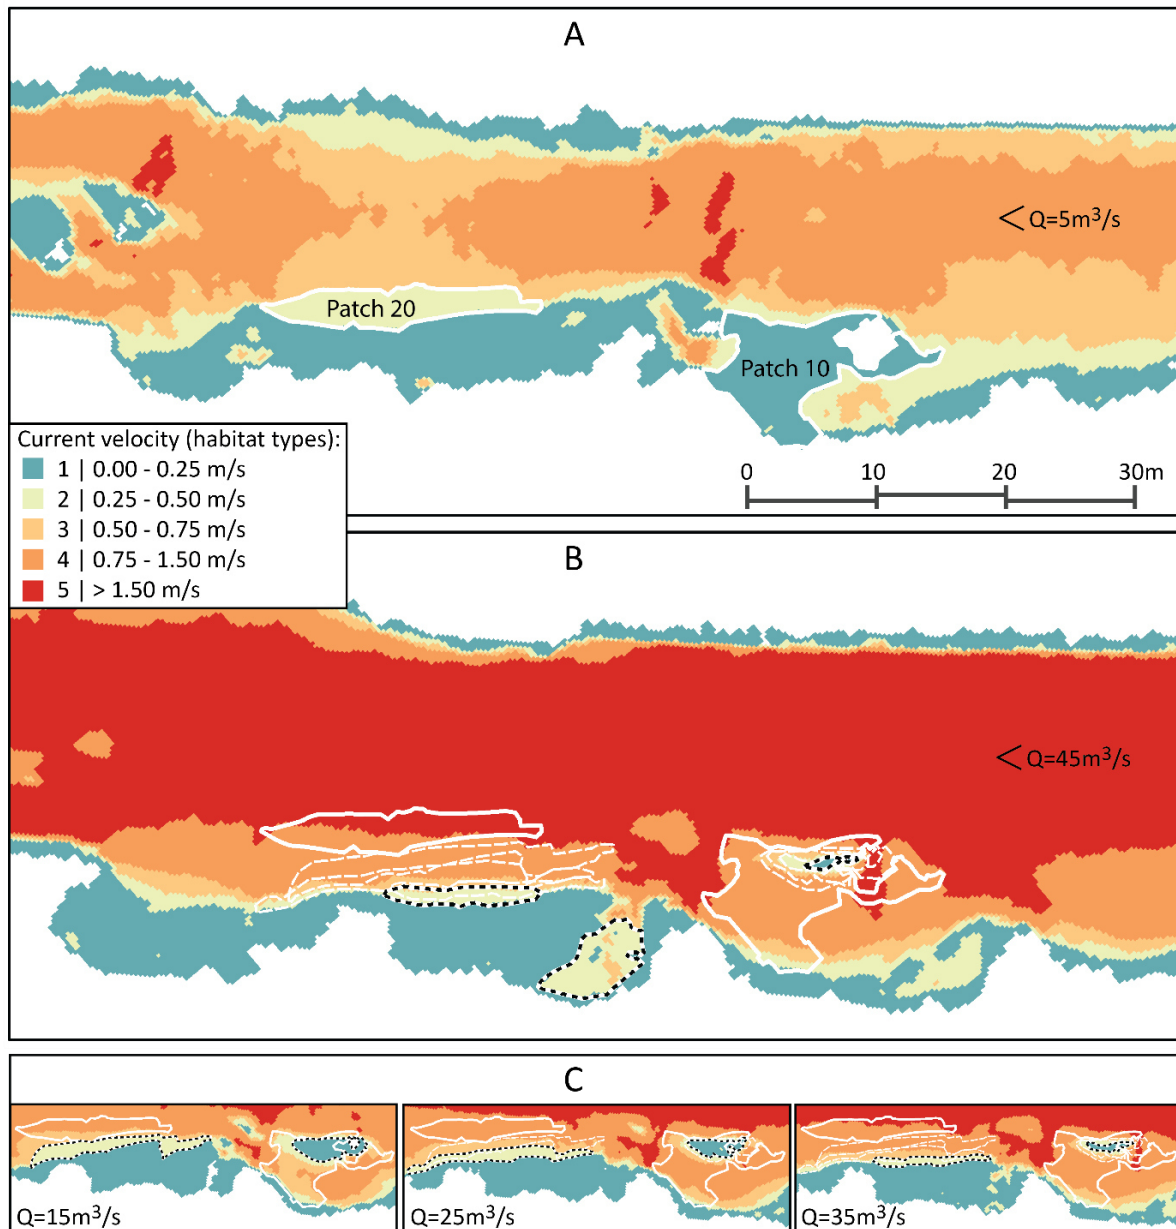 A
< Q=5m³/s
Patch 20
Patch 10
Current velocity (habitat types):
1 | 0.00 - 0.25 m/s
2 | 0.25 - 0.50 m/s
3 | 0.50 - 0.75 m/s
4 | 0.75 - 1.50 m/s
5 | > 1.50 m/s
0 10 20 30m
B
< Q=45m³/s
C
Q=15m³/s
Q=25m³/s
Q=35m³/s